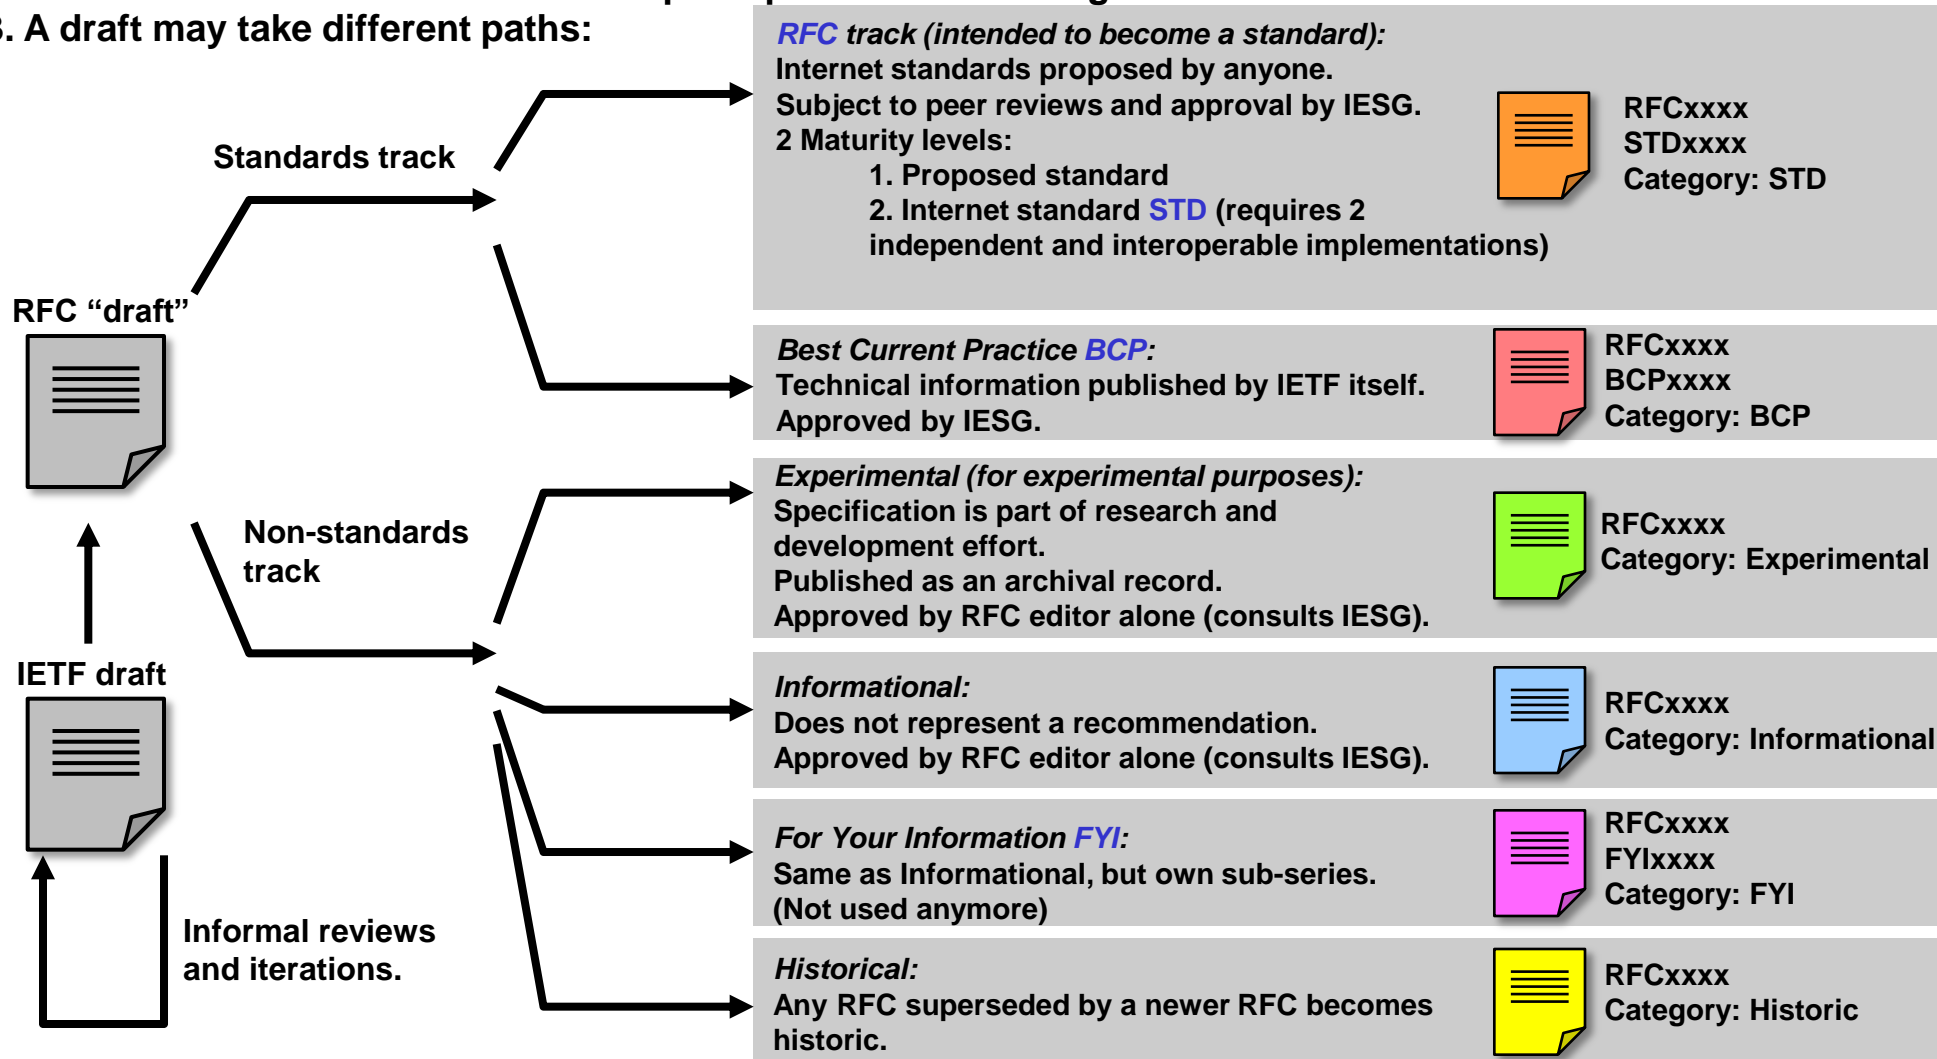 3. A draft may take different paths:
RFC track (intended to become a standard):
Internet standards proposed by anyone.
Subject to peer reviews and approval by IESG.
2 Maturity levels:
1. Proposed standard
2. Internet standard STD (requires 2
independent and interoperable implementations)
RFCxxxx
STDxxxx
Category: STD
Standards track
RFC “draft”
Best Current Practice BCP:
Technical information published by IETF itself.
Approved by IESG.
RFCxxxx
BCPxxxx
Category: BCP
Non-standards
track
Experimental (for experimental purposes):
Specification is part of research and
development effort.
Published as an archival record.
Approved by RFC editor alone (consults IESG).
RFCxxxx
Category: Experimental
IETF draft
Informational:
Does not represent a recommendation.
Approved by RFC editor alone (consults IESG).
RFCxxxx
Category: Informational
For Your Information FYI:
Same as Informational, but own sub-series.
(Not used anymore)
RFCxxxx
FYIxxxx
Category: FYI
Informal reviews
and iterations.
Historical:
Any RFC superseded by a newer RFC becomes
historic.
RFCxxxx
Category: Historic